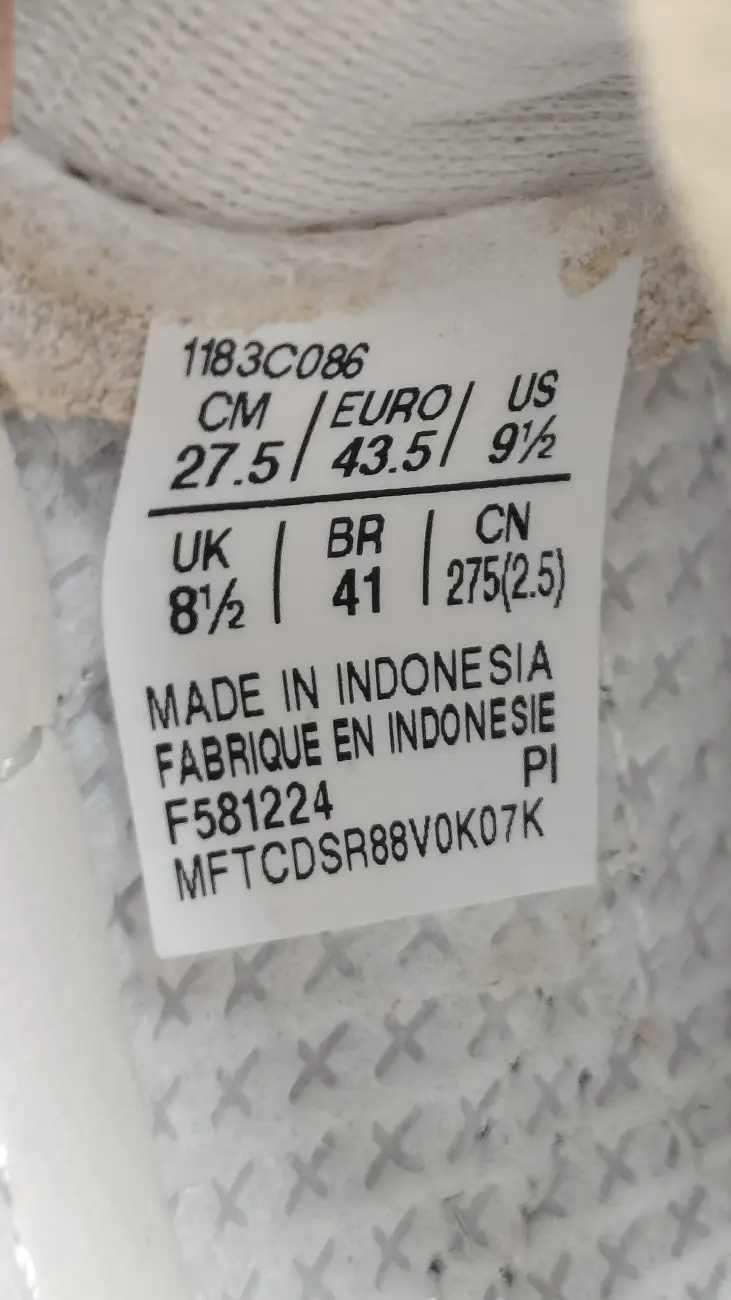 1183C086
CM / EURO / US
27.5 / 43.5 / 9½
UK | BR | CN
8½ | 41 | 275(2.5)
MADE IN INDONESIA
FABRIQUE EN INDONESIE
PI
F581224
MFTCDSR88V0K07K